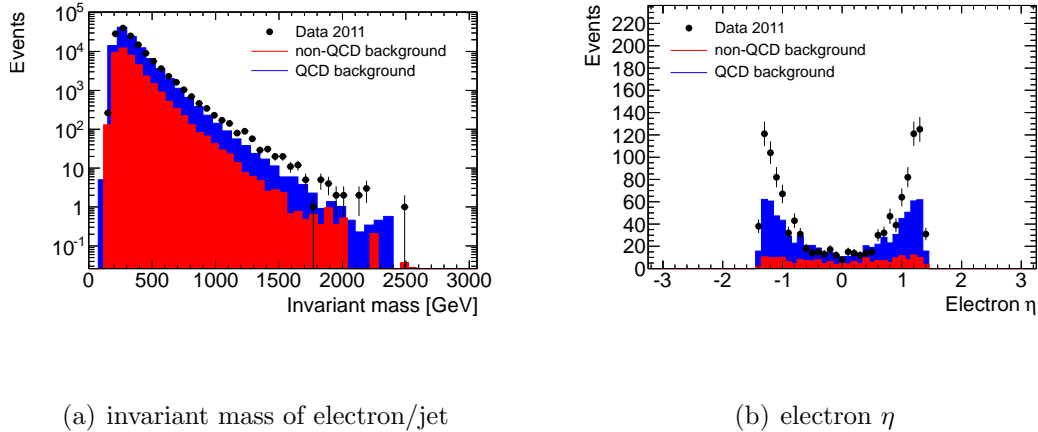 Events
10^5
10^4
10^3
10^2
10
1
10^-1
Data 2011
non-QCD background
QCD background
0 500 1000 1500 2000 2500 3000
Invariant mass [GeV]
Events
220
200
180
160
140
120
100
80
60
40
20
0
Data 2011
non-QCD background
QCD background
-3 -2 -1 0 1 2 3
Electron η
(a) invariant mass of electron/jet
(b) electron η